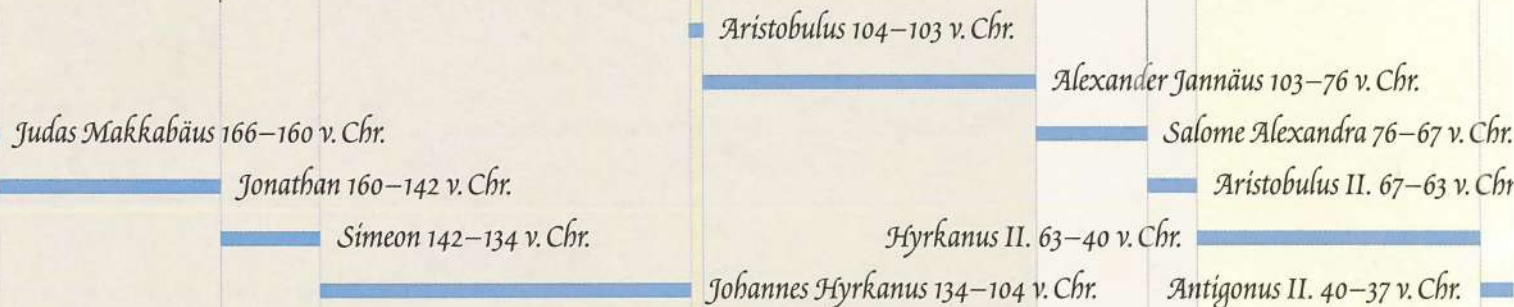 Aristobulus 104–103 v. Chr.
Alexander Jannäus 103–76 v. Chr.
Judas Makkabäus 166–160 v. Chr.
Salome Alexandra 76–67 v. Chr.
Jonathan 160–142 v. Chr.
Aristobulus II. 67–63 v. Chr
Simeon 142–134 v. Chr.
Hyrkanus II. 63–40 v. Chr.
Johannes Hyrkanus 134–104 v. Chr.
Antigonus II. 40–37 v. Chr.